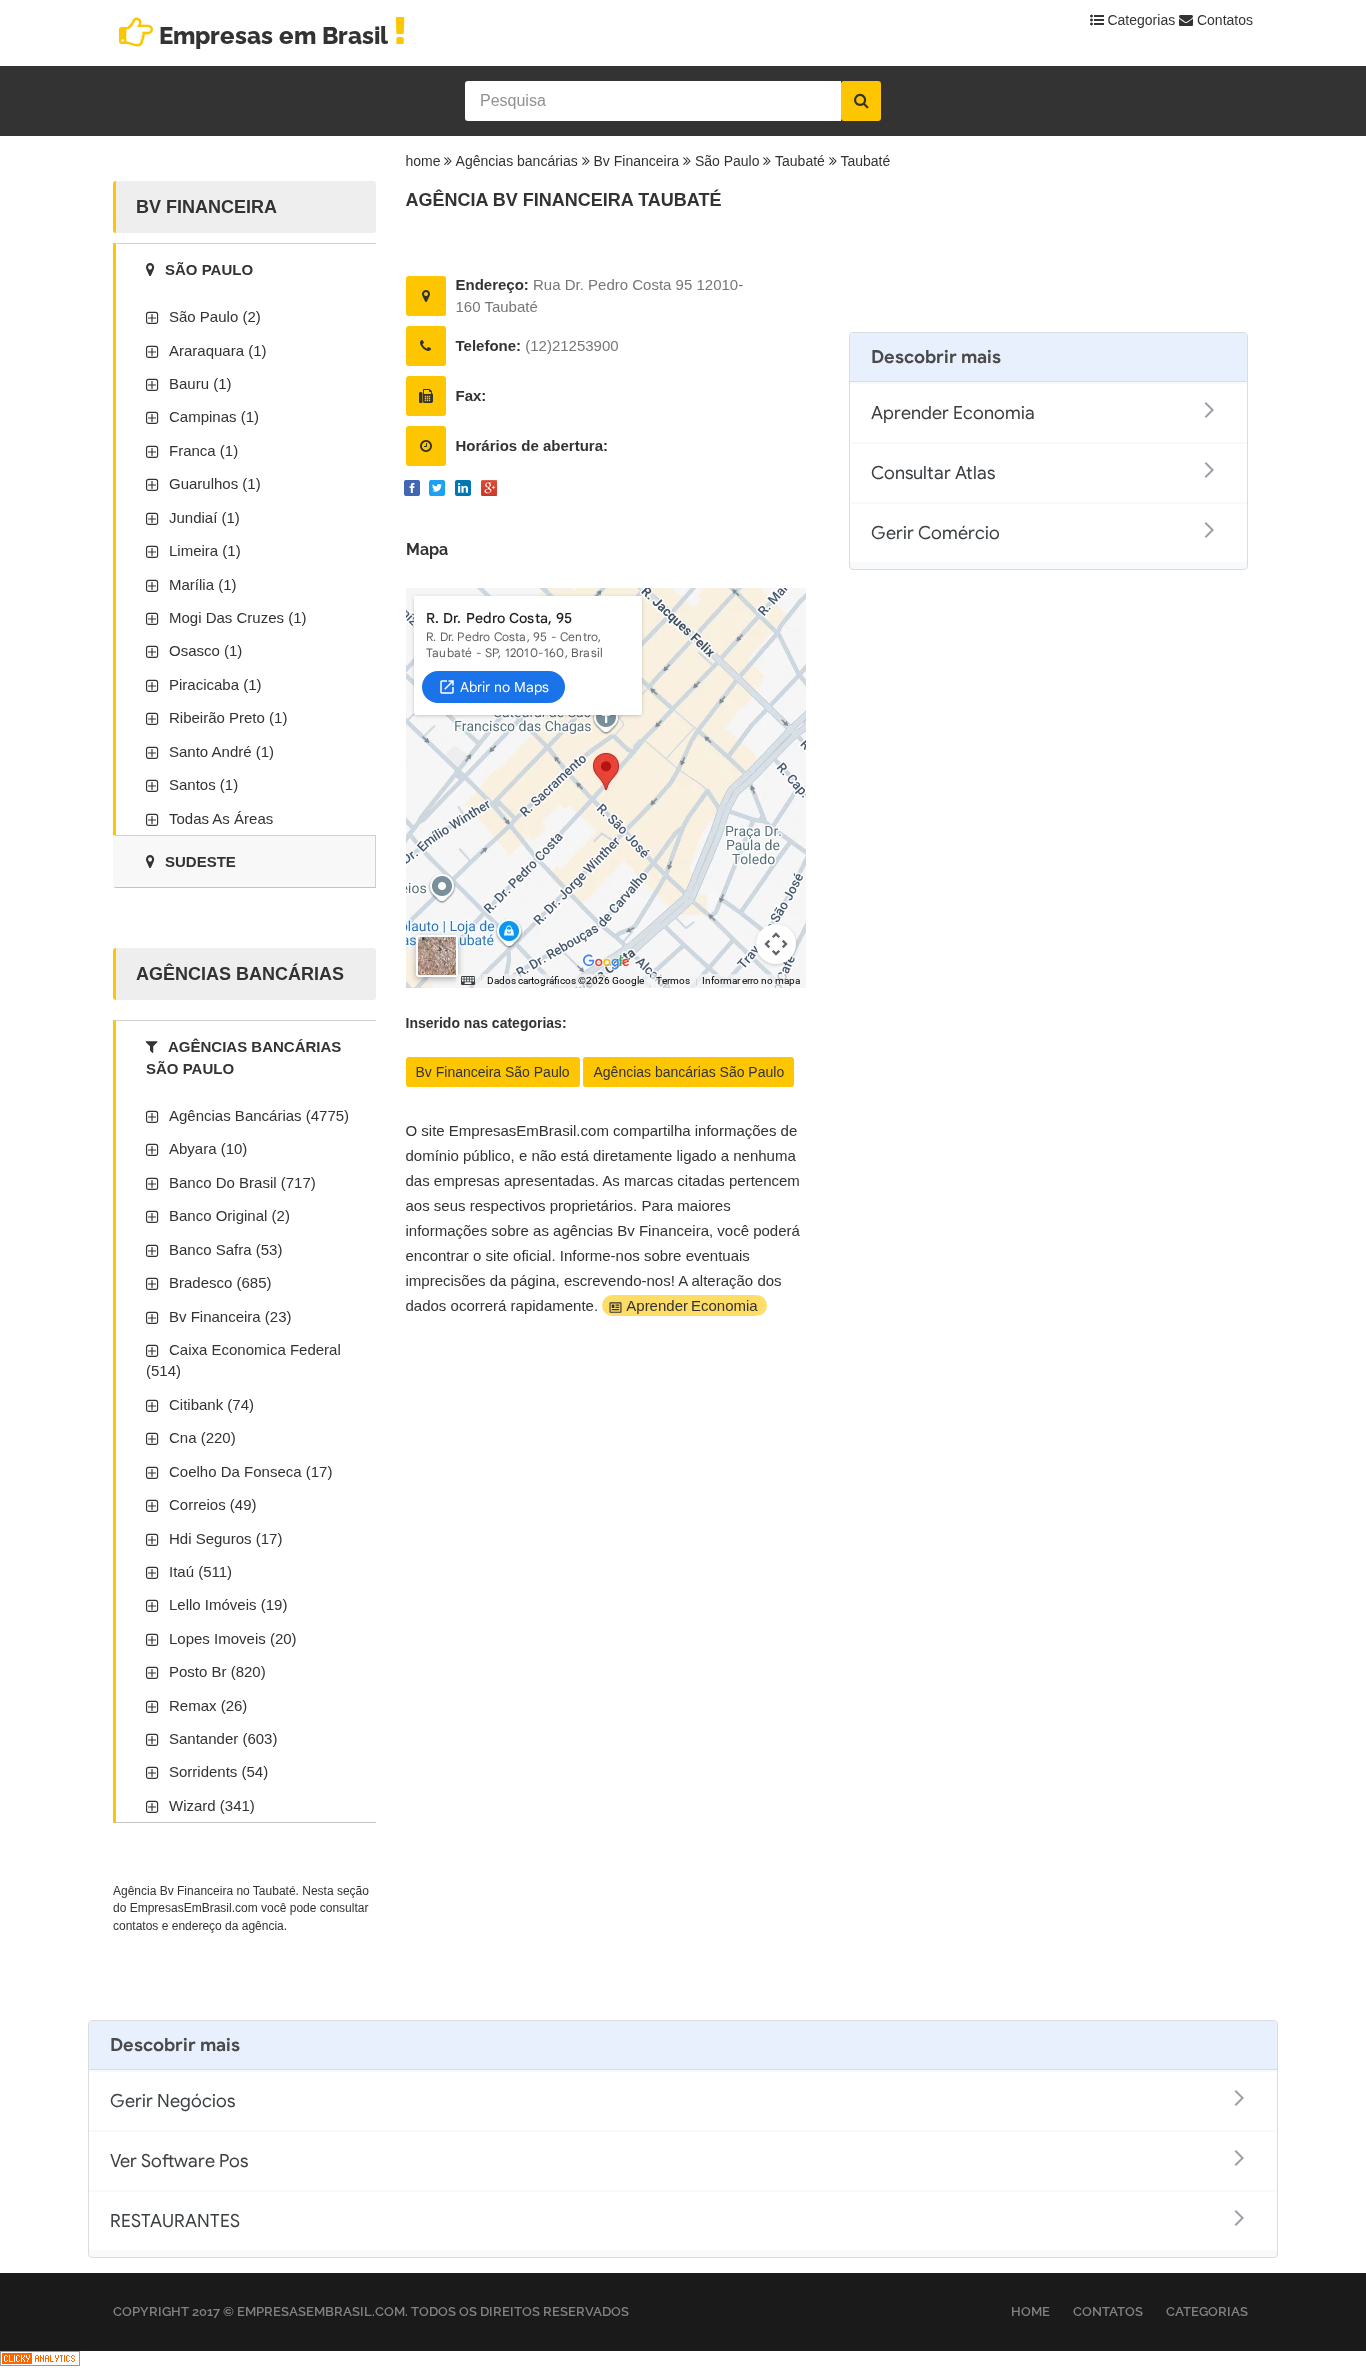 Empresas em Brasil
Categorias Contatos
Pesquisa
home » Agências bancárias » Bv Financeira » São Paulo » Taubaté » Taubaté
BV FINANCEIRA
SÃO PAULO
São Paulo (2)
Araraquara (1)
Bauru (1)
Campinas (1)
Franca (1)
Guarulhos (1)
Jundiaí (1)
Limeira (1)
Marília (1)
Mogi Das Cruzes (1)
Osasco (1)
Piracicaba (1)
Ribeirão Preto (1)
Santo André (1)
Santos (1)
Todas As Áreas
SUDESTE
AGÊNCIAS BANCÁRIAS
AGÊNCIAS BANCÁRIAS
SÃO PAULO
Agências Bancárias (4775)
Abyara (10)
Banco Do Brasil (717)
Banco Original (2)
Banco Safra (53)
Bradesco (685)
Bv Financeira (23)
Caixa Economica Federal
(514)
Citibank (74)
Cna (220)
Coelho Da Fonseca (17)
Correios (49)
Hdi Seguros (17)
Itaú (511)
Lello Imóveis (19)
Lopes Imoveis (20)
Posto Br (820)
Remax (26)
Santander (603)
Sorridents (54)
Wizard (341)
Agência Bv Financeira no Taubaté. Nesta seção
do EmpresasEmBrasil.com você pode consultar
contatos e endereço da agência.
AGÊNCIA BV FINANCEIRA TAUBATÉ
Endereço: Rua Dr. Pedro Costa 95 12010-
160 Taubaté
Telefone: (12)21253900
Fax:
Horários de abertura:
Mapa
R. Dr. Pedro Costa, 95
R. Dr. Pedro Costa, 95 - Centro,
Taubaté - SP, 12010-160, Brasil
Abrir no Maps
R. Jacques Felix
Francisco das Chagas
R. Sacramento
R. Cap.
R. São José
Dr. Emílio Winther
R. Dr. Pedro Costa
R. Dr. Jorge Winther
R. Dr. Rebouças de Carvalho
Praça Dr.
Paula de
Toledo
São José
lauto | Loja de
Google
Dados cartográficos ©2026 Google Termos Informar erro no mapa
Inserido nas categorias:
Bv Financeira São Paulo Agências bancárias São Paulo
O site EmpresasEmBrasil.com compartilha informações de
domínio público, e não está diretamente ligado a nenhuma
das empresas apresentadas. As marcas citadas pertencem
aos seus respectivos proprietários. Para maiores
informações sobre as agências Bv Financeira, você poderá
encontrar o site oficial. Informe-nos sobre eventuais
imprecisões da página, escrevendo-nos! A alteração dos
dados ocorrerá rapidamente. Aprender Economia
Descobrir mais
Aprender Economia
Consultar Atlas
Gerir Comércio
Descobrir mais
Gerir Negócios
Ver Software Pos
RESTAURANTES
COPYRIGHT 2017 © EMPRESASEMBRASIL.COM. TODOS OS DIREITOS RESERVADOS
HOME CONTATOS CATEGORIAS
CLICKY ANALYTICS